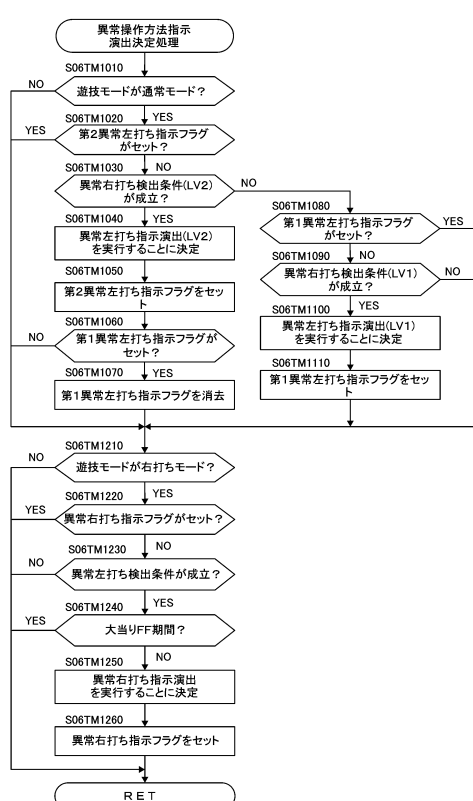 異常操作方法指示
演出決定処理
S06TM1010
NO
遊技モードが通常モード？
S06TM1020
YES
YES
第2異常左打ち指示フラグ
がセット？
S06TM1030
NO
異常右打ち検出条件(LV2)
が成立？
NO
S06TM1040
YES
異常左打ち指示演出(LV2)
を実行することに決定
S06TM1050
第2異常左打ち指示フラグをセッ
ト
S06TM1060
NO
第1異常左打ち指示フラグが
セット？
S06TM1070
YES
第1異常左打ち指示フラグを消去
S06TM1080
第1異常左打ち指示フラグ
がセット？
YES
S06TM1090
NO
異常右打ち検出条件(LV1)
が成立？
NO
S06TM1100
YES
異常左打ち指示演出(LV1)
を実行することに決定
S06TM1110
第1異常左打ち指示フラグをセッ
ト
S06TM1210
NO
遊技モードが右打ちモード？
S06TM1220
YES
YES
異常右打ち指示フラグがセット？
S06TM1230
NO
NO
異常左打ち検出条件が成立？
S06TM1240
YES
YES
大当りFF期間？
S06TM1250
NO
異常右打ち指示演出
を実行することに決定
S06TM1260
異常右打ち指示フラグをセット
RET